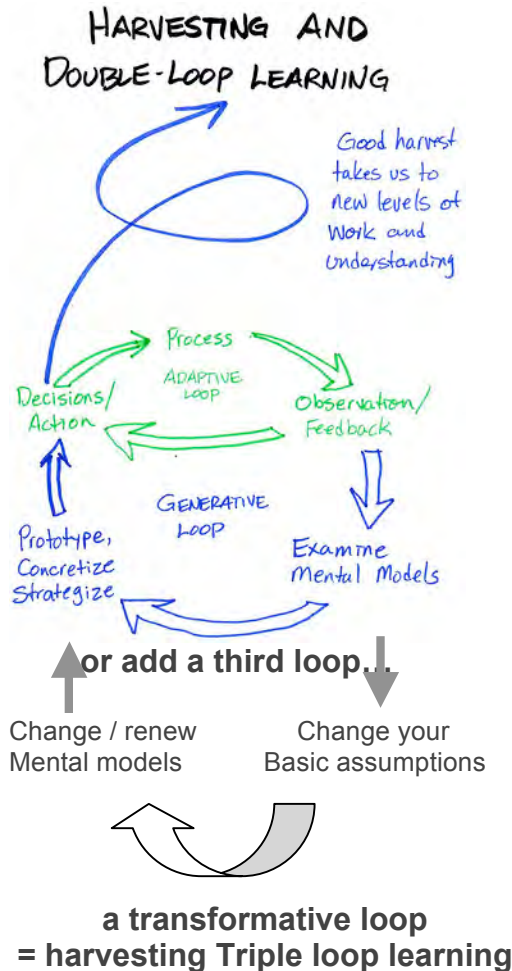 HARVESTING AND
DOUBLE-LOOP LEARNING
Good harvest
takes us to
new levels of
Work and
Understanding
Process
ADAPTIVE
LOOP
Decisions/
Action
Observation/
Feedback
GENERATIVE
LOOP
Prototype,
Concretize
Strategize
Examine
Mental Models
or add a third loop...
Change / renew
Mental models
Change your
Basic assumptions
a transformative loop
= harvesting Triple loop learning